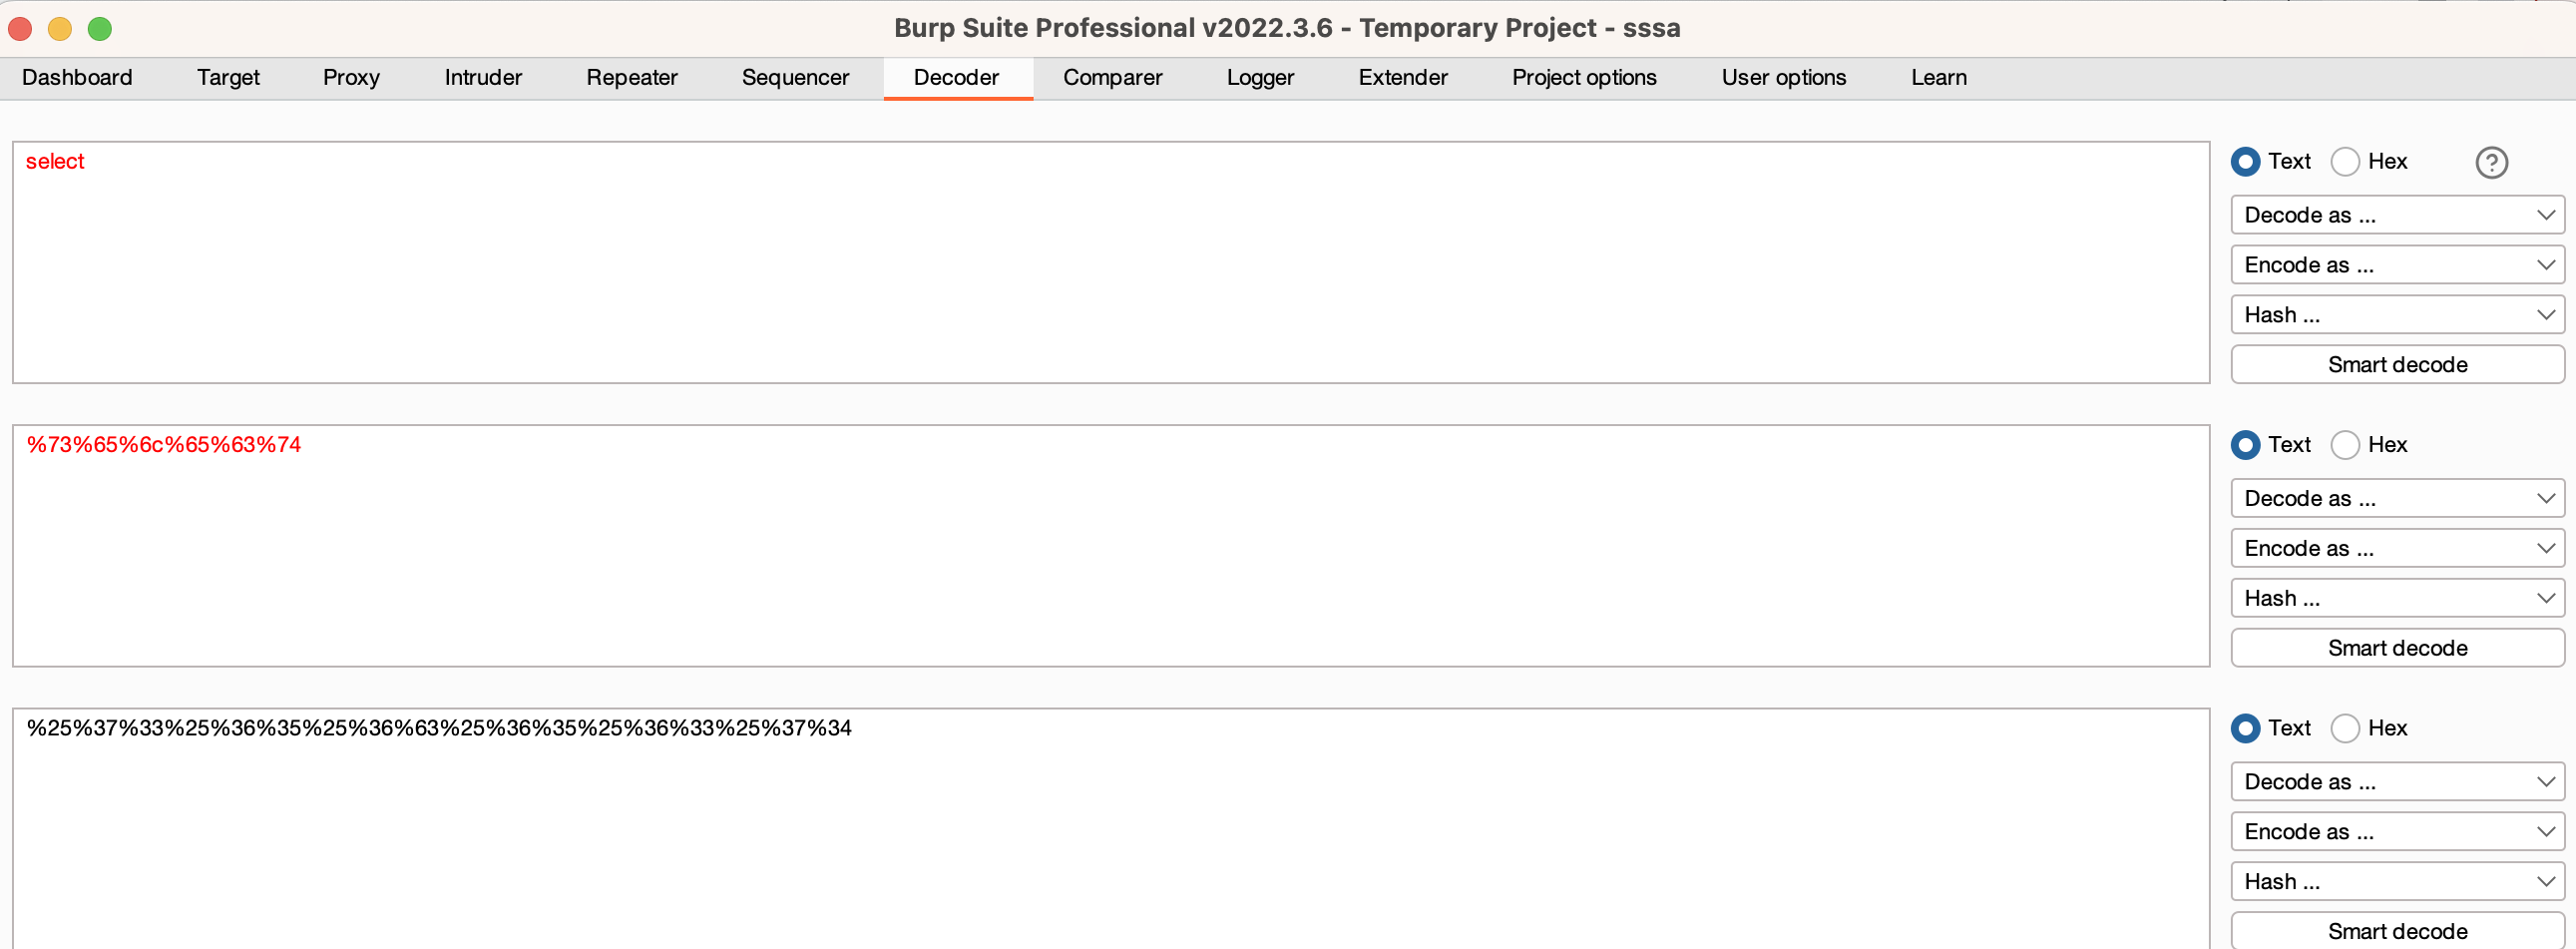 Burp Suite Professional v2022.3.6 - Temporary Project - sssa
Dashboard Target Proxy Intruder Repeater Sequencer Decoder Comparer Logger Extender Project options User options Learn
select
Text Hex ?
Decode as ...
Encode as ...
Hash ...
Smart decode
%73%65%6c%65%63%74
Text Hex
Decode as ...
Encode as ...
Hash ...
Smart decode
%25%37%33%25%36%35%25%36%63%25%36%35%25%36%33%25%37%34
Text Hex
Decode as ...
Encode as ...
Hash ...
Smart decode